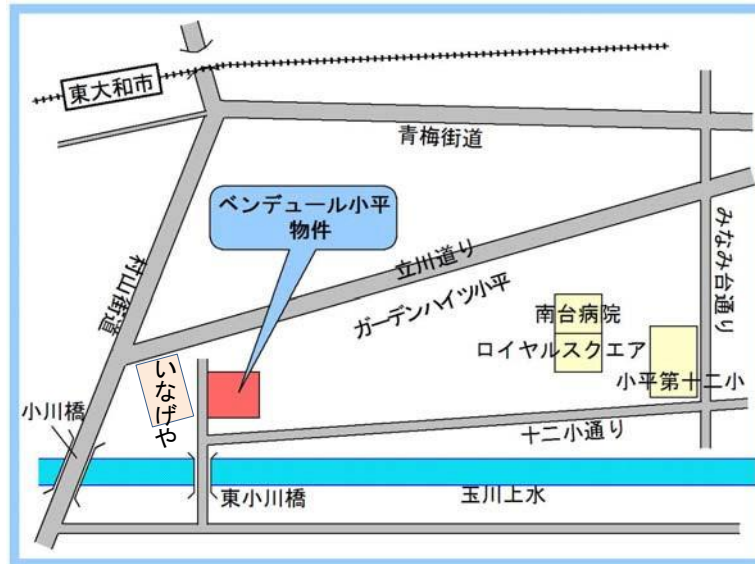 東大和市
青梅街道
ベンデュール小平
物件
立川道り
ガーデンハイツ小平
村山街道
みなみ台通り
南台病院
ロイヤルスクエア
小平第十二小
いなげや
小川橋
十二小通り
東小川橋
玉川上水